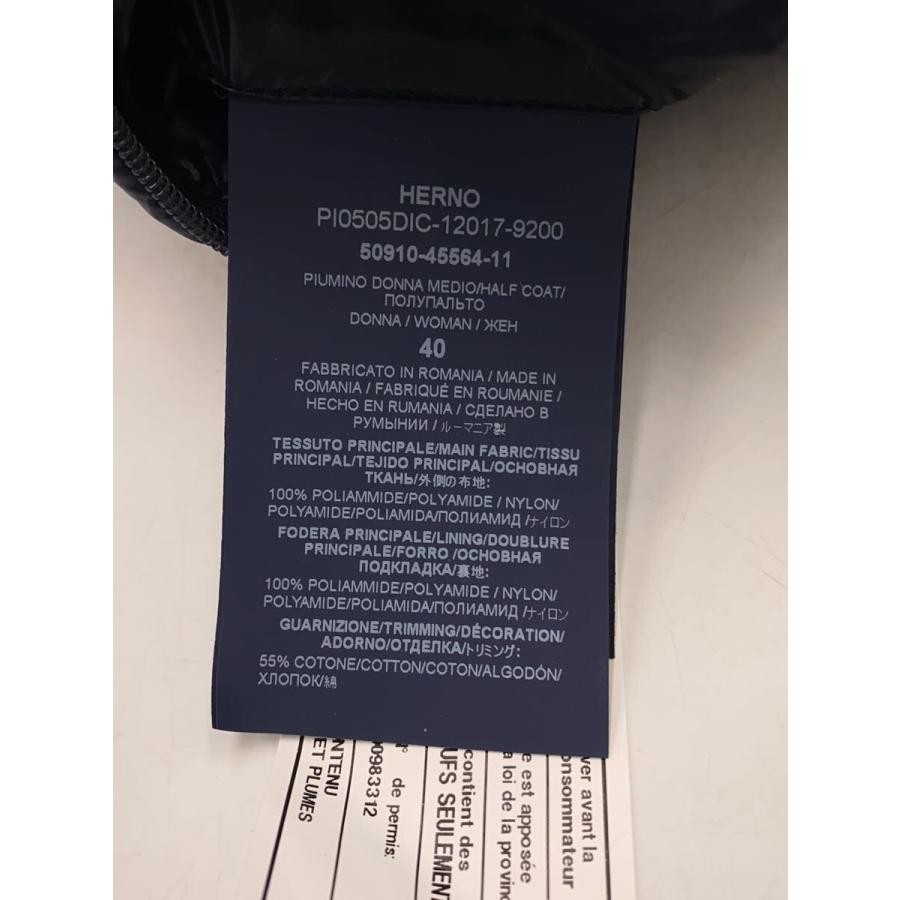 HERNO
PI0505DIC-12017-9200
50910-45564-11
PIUMINO DONNA MEDIO/HALF COAT/
ПОЛУПАЛЬТО
DONNA / WOMAN / ЖЕН
40
FABBRICATO IN ROMANIA / MADE IN
ROMANIA / FABRIQUÉ EN ROUMANIE /
HECHO EN RUMANIA / СДЕЛАНО В
РУМЫНИИ / ルーマニア製
TESSUTO PRINCIPALE/MAIN FABRIC/TISSU
PRINCIPAL/TEJIDO PRINCIPAL/ОСНОВНАЯ
ТКАНЬ/外側の布地:
100% POLIAMMIDE/POLYAMIDE / NYLON/
POLYAMIDE/POLIAMIDA/ПОЛИАМИД /ナイロン
FODERA PRINCIPALE/LINING/DOUBLURE
PRINCIPALE/FORRO /ОСНОВНАЯ
ПОДКЛАДКА/裏地:
100% POLIAMMIDE/POLYAMIDE / NYLON/
POLYAMIDE/POLIAMIDA/ПОЛИАМИД /ナイロン
GUARNIZIONE/TRIMMING/DÉCORATION/
ADORNO/ОТДЕЛКА/トリミング:
55% COTONE/COTTON/COTON/ALGODÓN/
ХЛОПОК/綿
ver avant la
onsommateur
e est apposée
a loi de la provin
contient des
UFS SEULEMEN
de permis:
00983312
NTENU
ET PLUMES